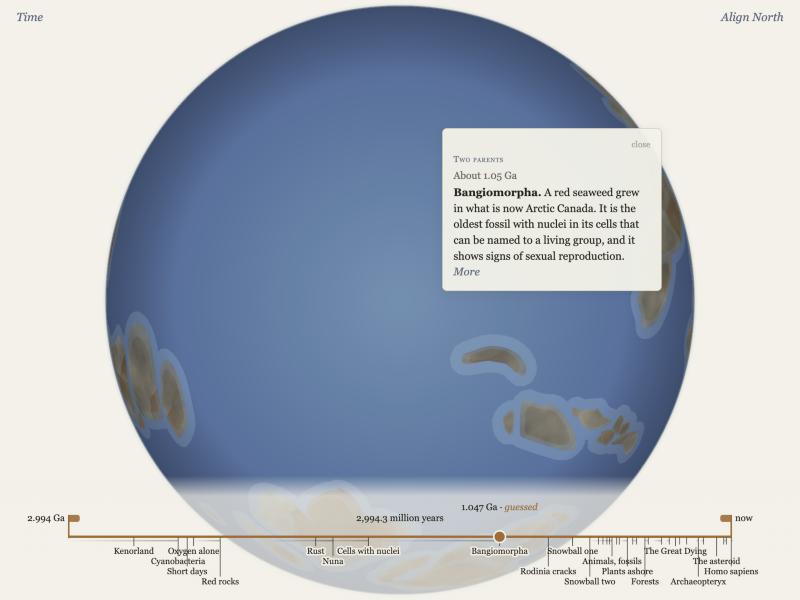 Time
Align North
close
Two parents
About 1.05 Ga
Bangiomorpha. A red seaweed grew
in what is now Arctic Canada. It is the
oldest fossil with nuclei in its cells that
can be named to a living group, and it
shows signs of sexual reproduction.
More
1.047 Ga · guessed
2.994 Ga
2,994.3 million years
now
Kenorland
Oxygen alone
Rust
Cells with nuclei
Bangiomorpha
Snowball one
The Great Dying
Cyanobacteria
Nuna
Animals, fossils
The asteroid
Short days
Rodinia cracks
Plants ashore
Homo sapiens
Red rocks
Snowball two
Forests
Archaeopteryx